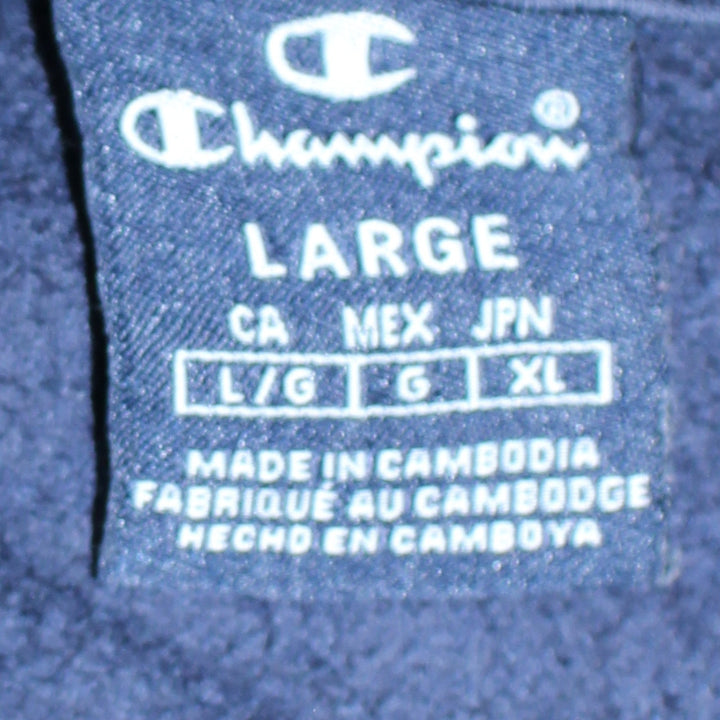 Champion®
LARGE
CA MEX JPN
L/G G XL
MADE IN CAMBODIA
FABRIQUÉ AU CAMBODGE
HECHO EN CAMBOYA